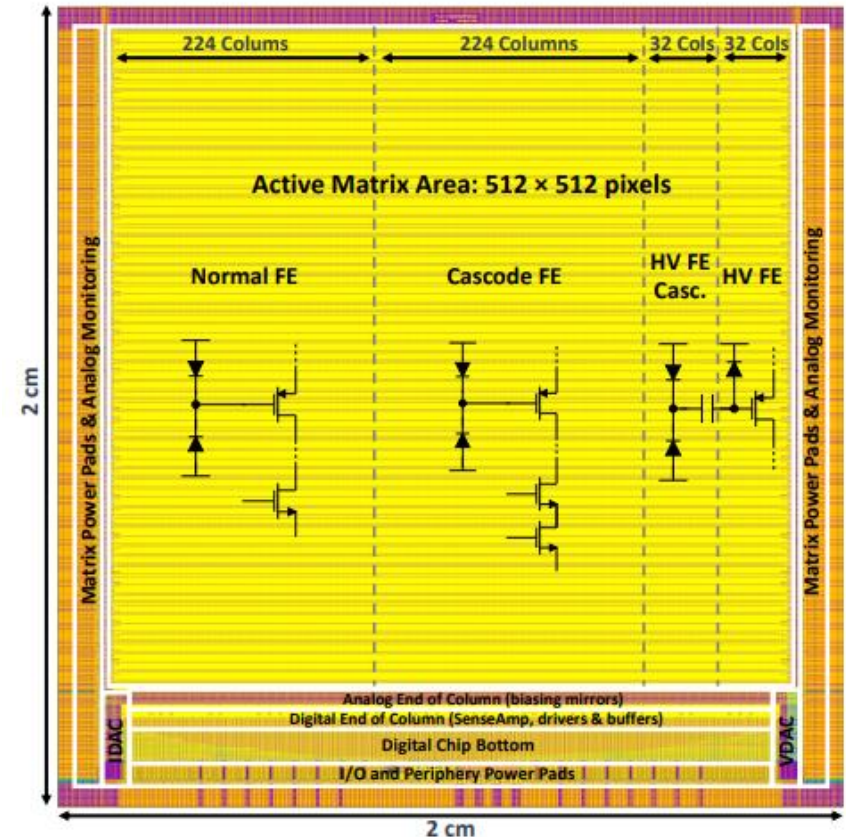 224 Colums
224 Columns
32 Cols
32 Cols
Active Matrix Area: 512 × 512 pixels
Normal FE
Cascode FE
HV FE
Casc.
HV FE
Matrix Power Pads & Analog Monitoring
Matrix Power Pads & Analog Monitoring
2 cm
Analog End of Column (biasing mirrors)
Digital End of Column (SenseAmp, drivers & buffers)
IDAC
VDAC
Digital Chip Bottom
I/O and Periphery Power Pads
2 cm